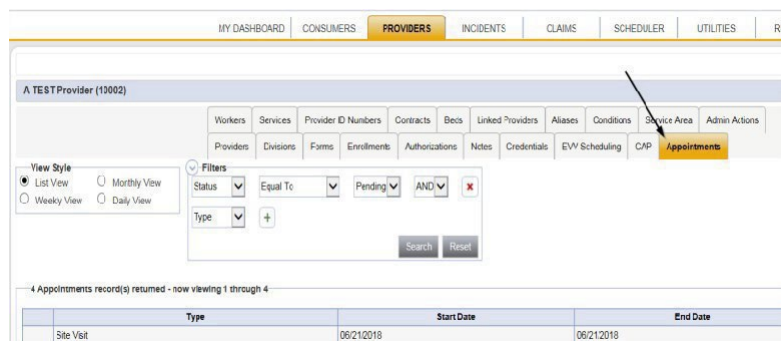 MY DASHBOARD CONSUMERS PROVIDERS INCIDENTS CLAIMS SCHEDULER UTILITIES R
A TEST Provider (10002)
Workers Services Provider ID Numbers Contracts Beds Linked Providers Aliases Conditions Service Area Admin Actions
Providers Divisions Forms Enrollments Authorizations Notes Credentials EVV Scheduling CAP Appointments
View Style
List View Monthly View
Weekly View Daily View
Filters
Status Equal To Pending AND
Type
Search Reset
4 Appointments record(s) returned - now viewing 1 through 4
Type Start Date End Date
Site Visit 06/21/2018 06/21/2018